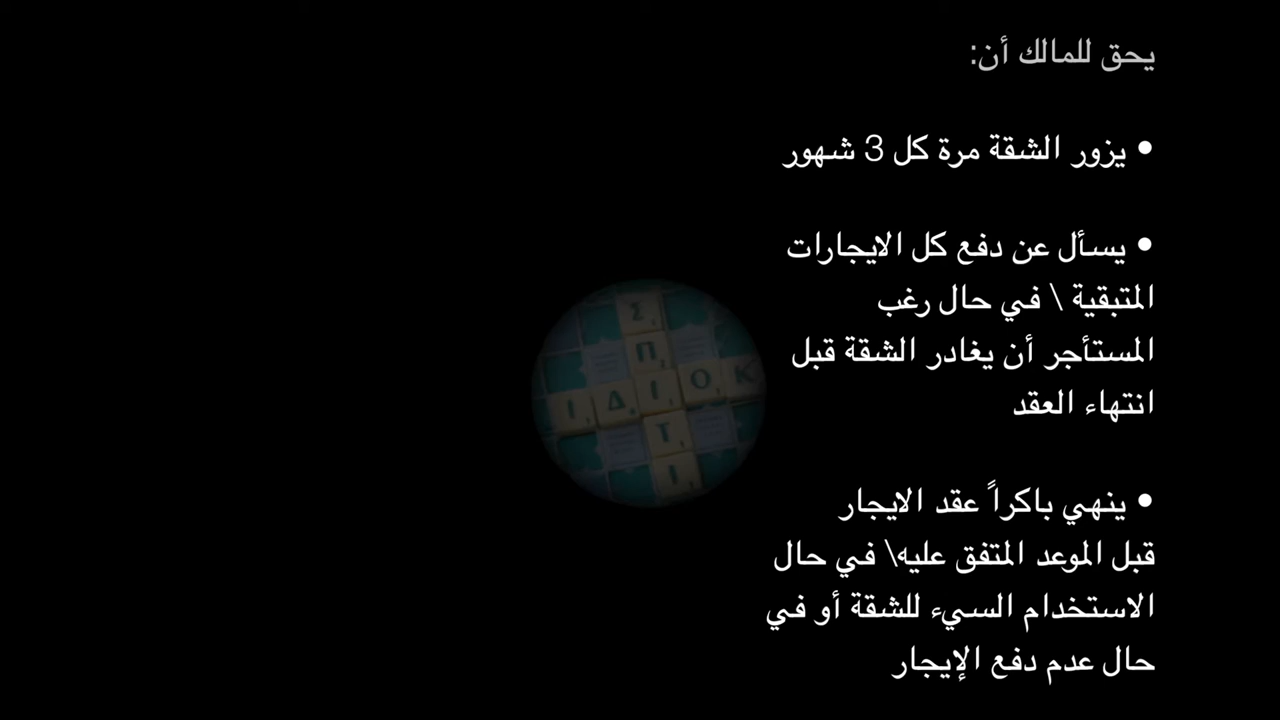 يحق للمالك أن:
• يزور الشقة مرة كل 3 شهور
• يسأل عن دفع كل الايجارات
المتبقية \ في حال رغب
المستأجر أن يغادر الشقة قبل
انتهاء العقد
• ينهي باكراً عقد الايجار
قبل الموعد المتفق عليه\ في حال
الاستخدام السيء للشقة أو في
حال عدم دفع الإيجار
Σ
Π
Ι Δ Ι Ο Κ
Τ
Ι